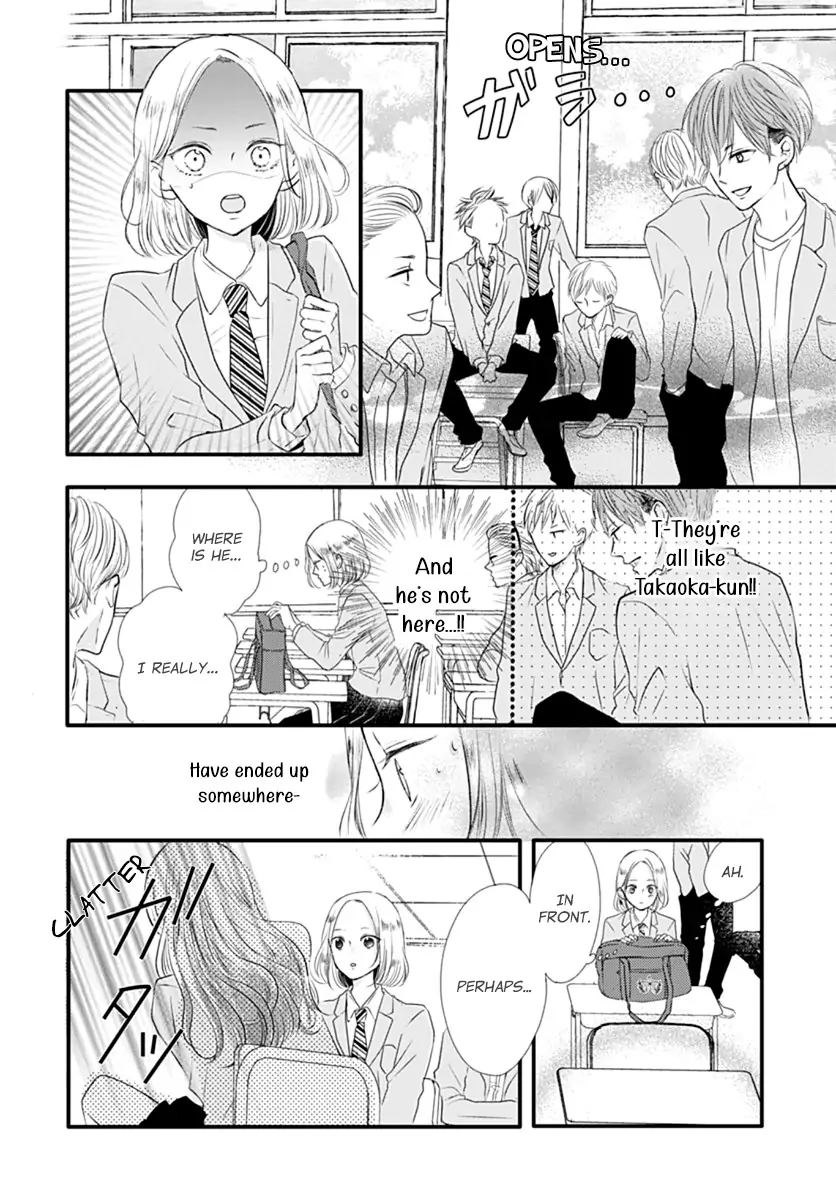 OPENS...
ガラ...
T-They're
all like
Takaoka-kun!!
And
he's not
here...!!
WHERE
IS HE...
I REALLY...
Have ended up
somewhere-
AH.
IN
FRONT.
PERHAPS...
CLATTER
ガタッ